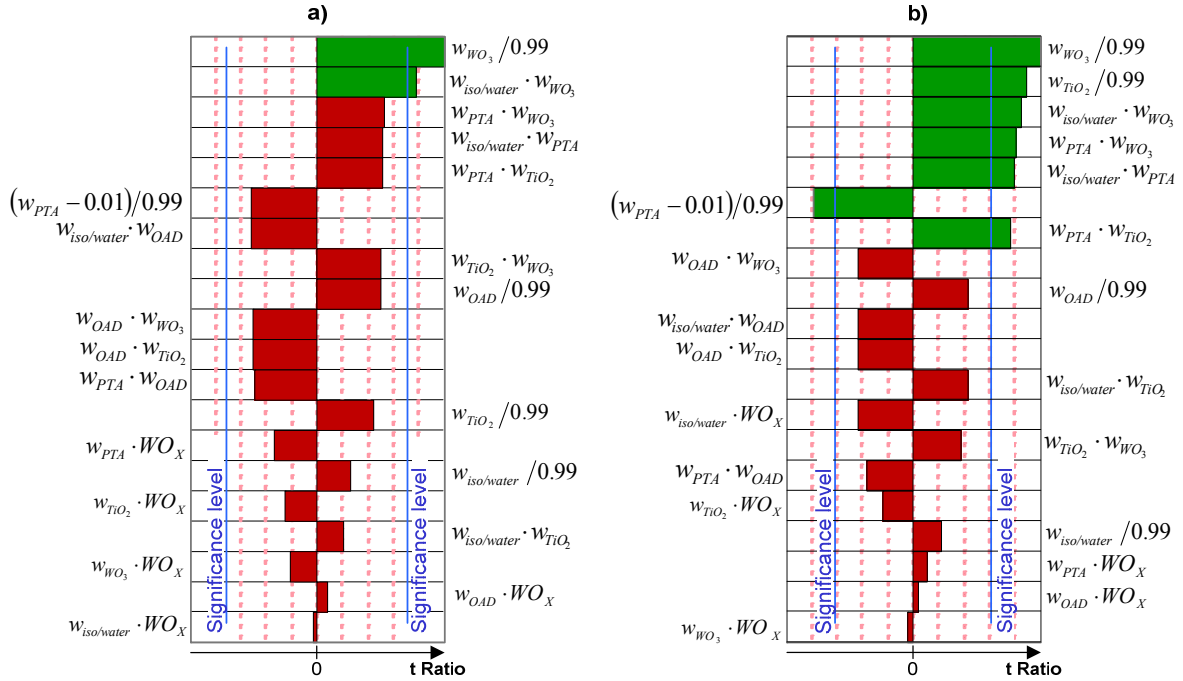 a)
w_{WO_3} / 0.99
w_{iso/water} · w_{WO_3}
w_{PTA} · w_{WO_3}
w_{iso/water} · w_{PTA}
w_{PTA} · w_{TiO_2}
(w_{PTA} − 0.01)/0.99
w_{iso/water} · w_{OAD}
w_{TiO_2} · w_{WO_3}
w_{OAD} / 0.99
w_{OAD} · w_{WO_3}
w_{OAD} · w_{TiO_2}
w_{PTA} · w_{OAD}
w_{TiO_2} / 0.99
w_{PTA} · WO_X
w_{iso/water} / 0.99
w_{TiO_2} · WO_X
w_{iso/water} · w_{TiO_2}
w_{WO_3} · WO_X
w_{OAD} · WO_X
w_{iso/water} · WO_X
Significance level
Significance level
0
t Ratio
b)
w_{WO_3} / 0.99
w_{TiO_2} / 0.99
w_{iso/water} · w_{WO_3}
w_{PTA} · w_{WO_3}
w_{iso/water} · w_{PTA}
(w_{PTA} − 0.01)/0.99
w_{PTA} · w_{TiO_2}
w_{OAD} · w_{WO_3}
w_{OAD} / 0.99
w_{iso/water} · w_{OAD}
w_{OAD} · w_{TiO_2}
w_{iso/water} · w_{TiO_2}
w_{iso/water} · WO_X
w_{TiO_2} · w_{WO_3}
w_{PTA} · w_{OAD}
w_{TiO_2} · WO_X
w_{iso/water} / 0.99
w_{PTA} · WO_X
w_{OAD} · WO_X
w_{WO_3} · WO_X
Significance level
Significance level
0
t Ratio